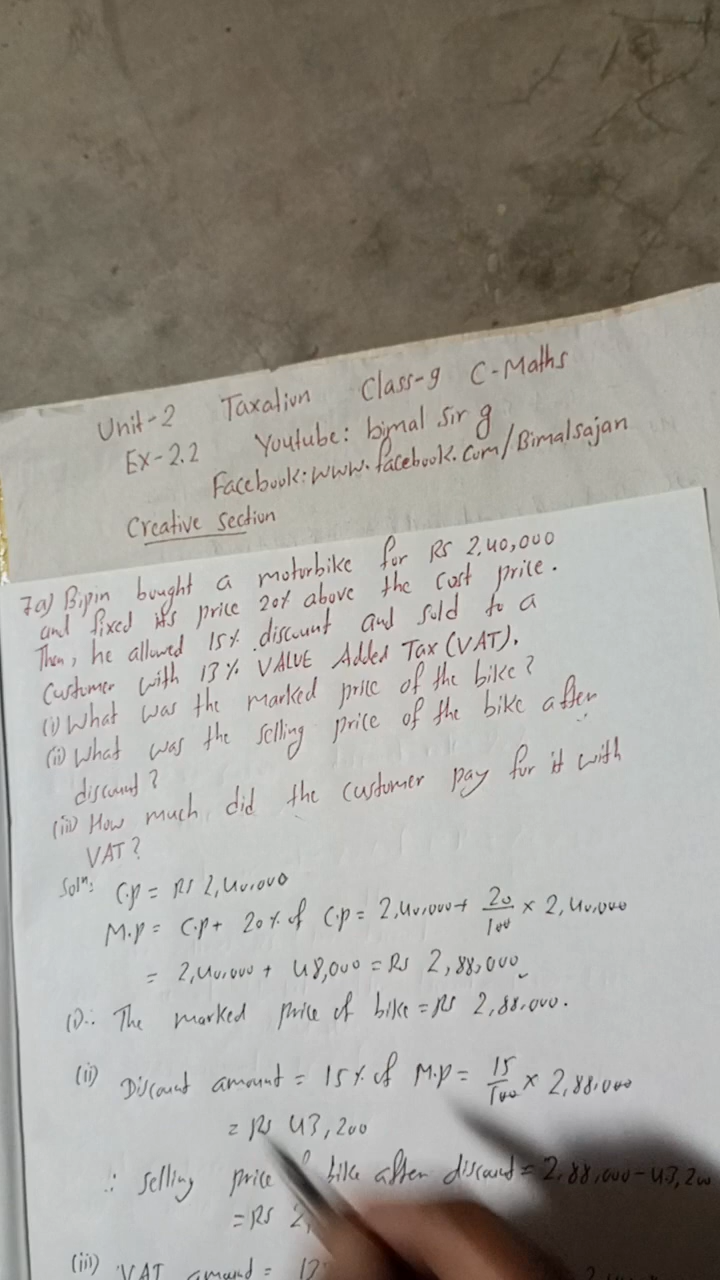 Unit-2 Taxation Class-9 C-Maths
Ex-2.2 Youtube: bimal sir g
Facebook: www.facebook.com/Bimalsajan
Creative section
7a) Bipin bought a motorbike for RS 2,40,000
and fixed its price 20% above the cost price.
Then, he allowed 15% discount and sold to a
customer with 13% VALUE Added Tax (VAT).
(i) What was the marked price of the bike?
(ii) What was the selling price of the bike after
discount?
(iii) How much did the customer pay for it with
VAT?
Solⁿ: C.p = RS 2,40,000
M.p = C.p + 20% of C.p = 2,40,000 + 20/100 × 2,40,000
= 2,40,000 + 48,000 = RS 2,88,000
(i) ∴ The marked price of bike = RS 2,88,000.
(ii) Discount amount = 15% of M.p = 15/100 × 2,88,000
= RS 43,200
∴ selling price bike after discount = 2,88,000 - 43,200
= RS 2,
(iii) VAT amount =